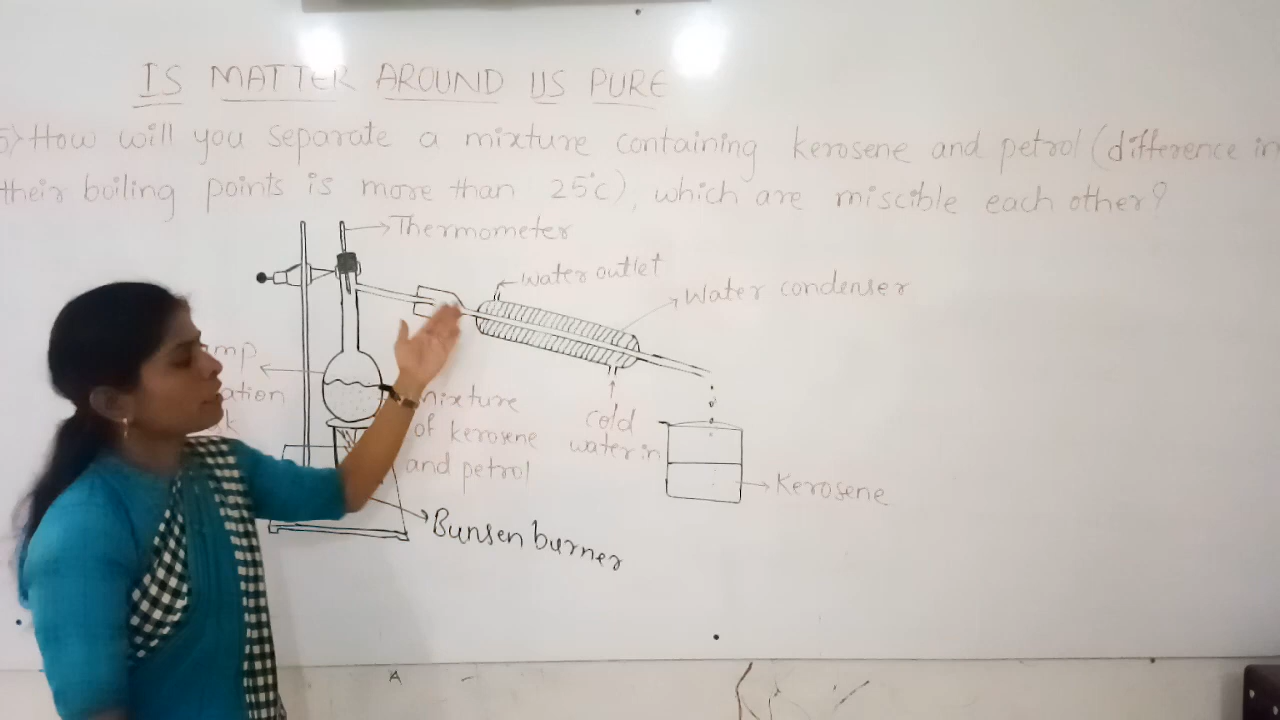 IS MATTER AROUND US PURE
5) How will you separate a mixture containing kerosene and petrol (difference in
their boiling points is more than 25°c), which are miscible each other?
Thermometer
Water outlet
Water condenser
mixture
of kerosene
and petrol
cold
water in
Kerosene
Bunsen burner
A